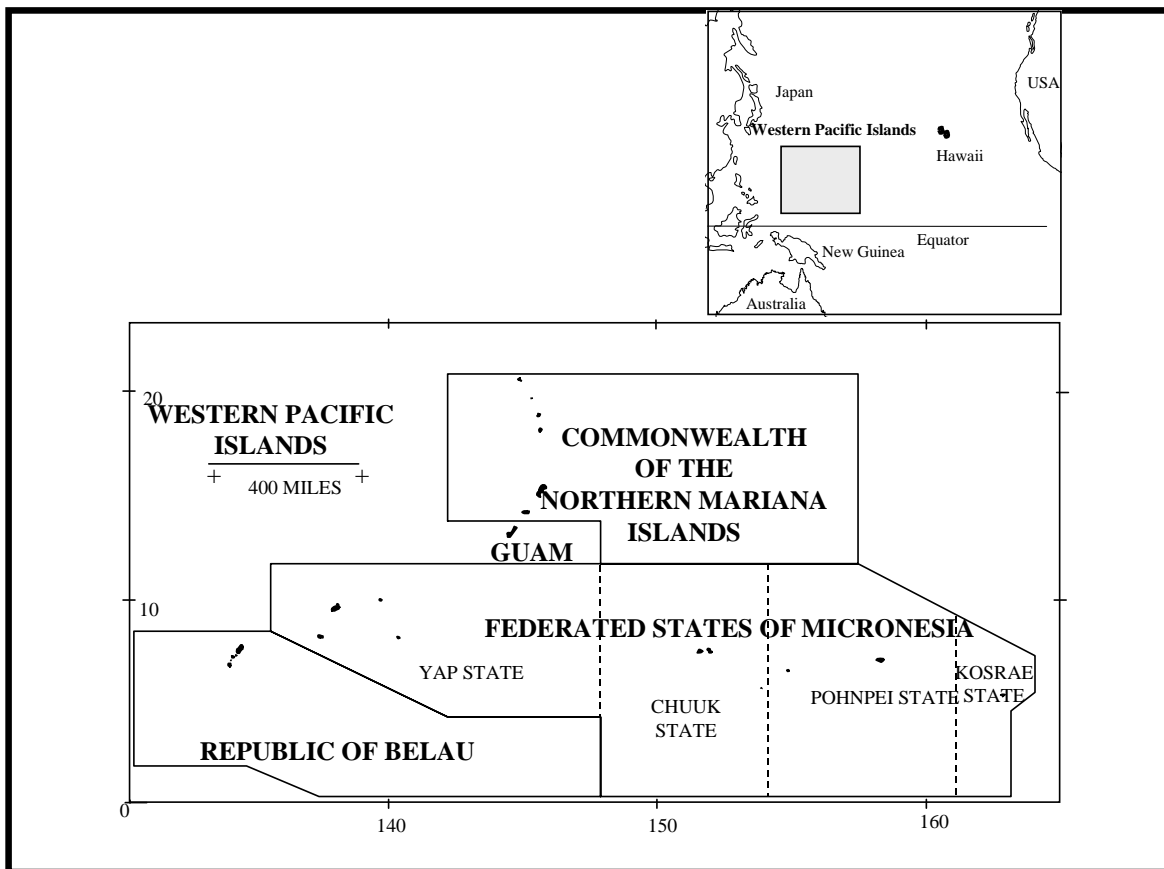 USA
Japan
Western Pacific Islands
Hawaii
Equator
New Guinea
Australia
20
WESTERN PACIFIC
ISLANDS
400 MILES
COMMONWEALTH
OF THE
NORTHERN MARIANA
ISLANDS
GUAM
10
FEDERATED STATES OF MICRONESIA
YAP STATE
CHUUK
STATE
POHNPEI STATE
KOSRAE
STATE
REPUBLIC OF BELAU
0
140
150
160